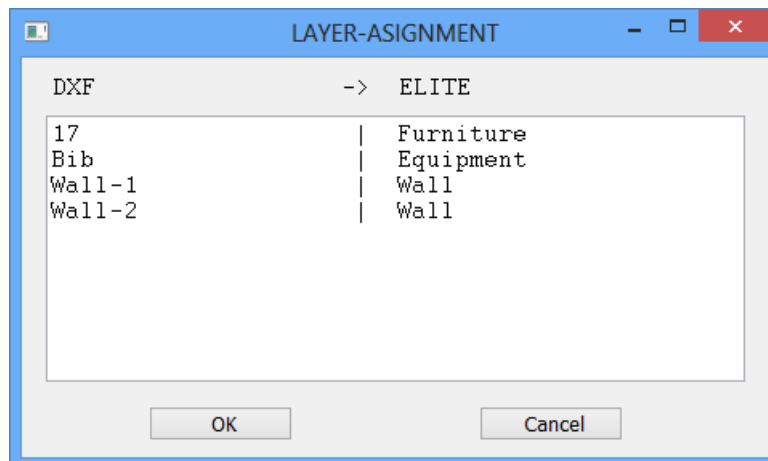 LAYER-ASIGNMENT
DXF -> ELITE
17 | Furniture
Bib | Equipment
Wall-1 | Wall
Wall-2 | Wall
OK Cancel